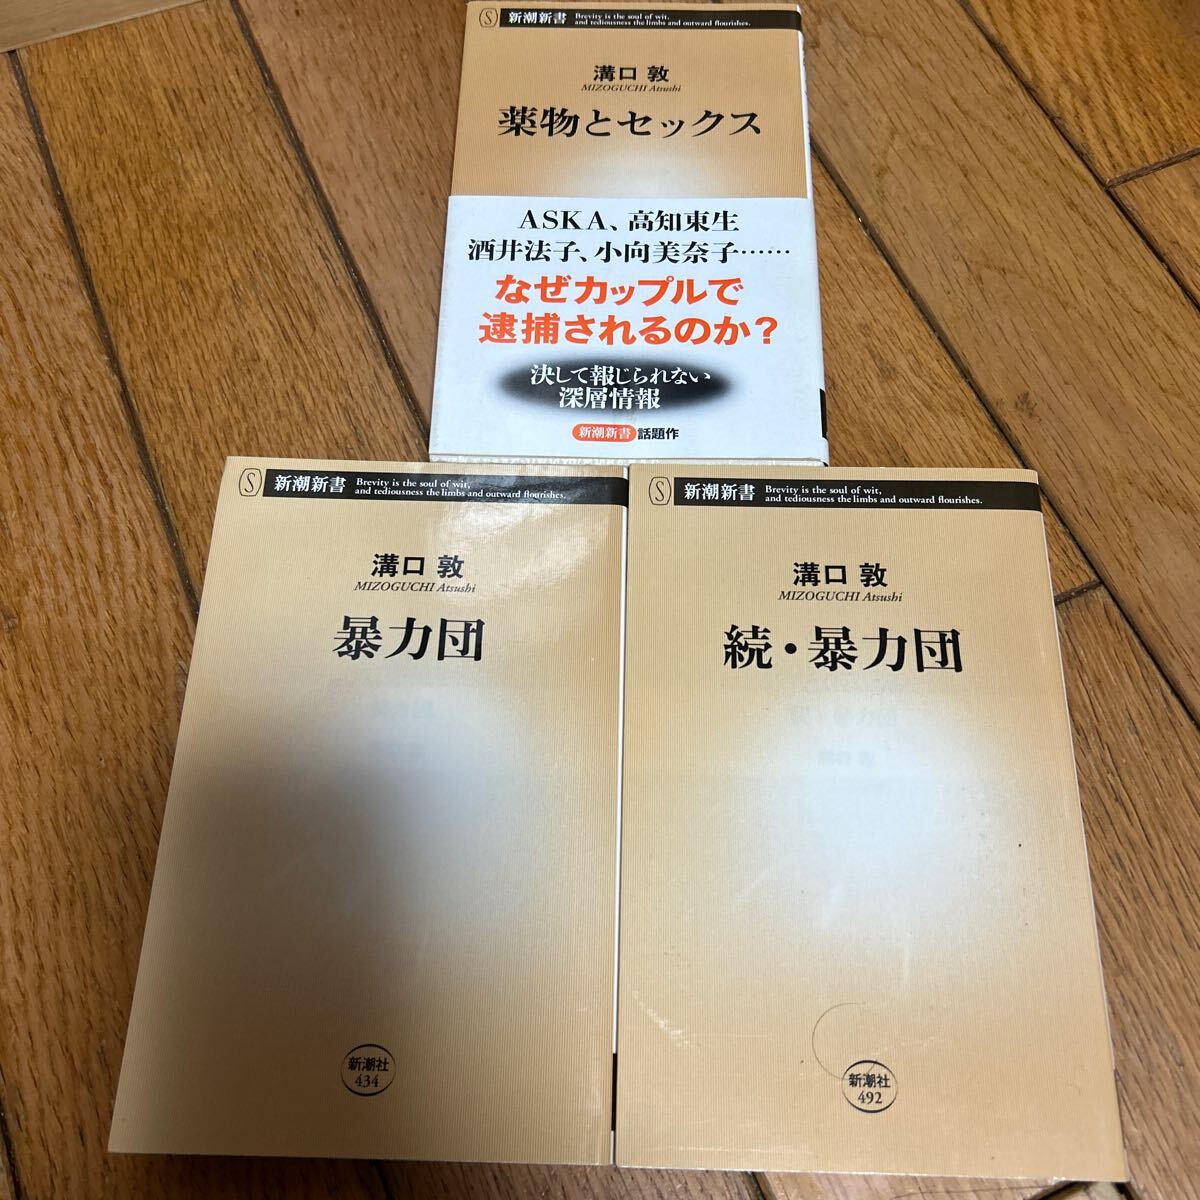 S 新潮新書 Brevity is the soul of wit,
and tediousness the limbs and outward flourishes.
溝口 敦
MIZOGUCHI Atsushi
薬物とセックス
ASKA、高知東生
酒井法子、小向美奈子……
なぜカップルで
逮捕されるのか?
決して報じられない
深層情報
新潮新書 話題作
S 新潮新書 Brevity is the soul of wit,
and tediousness the limbs and outward flourishes.
溝口 敦
MIZOGUCHI Atsushi
暴力団
新潮社
434
S 新潮新書 Brevity is the soul of wit,
and tediousness the limbs and outward flourishes.
溝口 敦
MIZOGUCHI Atsushi
続・暴力団
新潮社
492